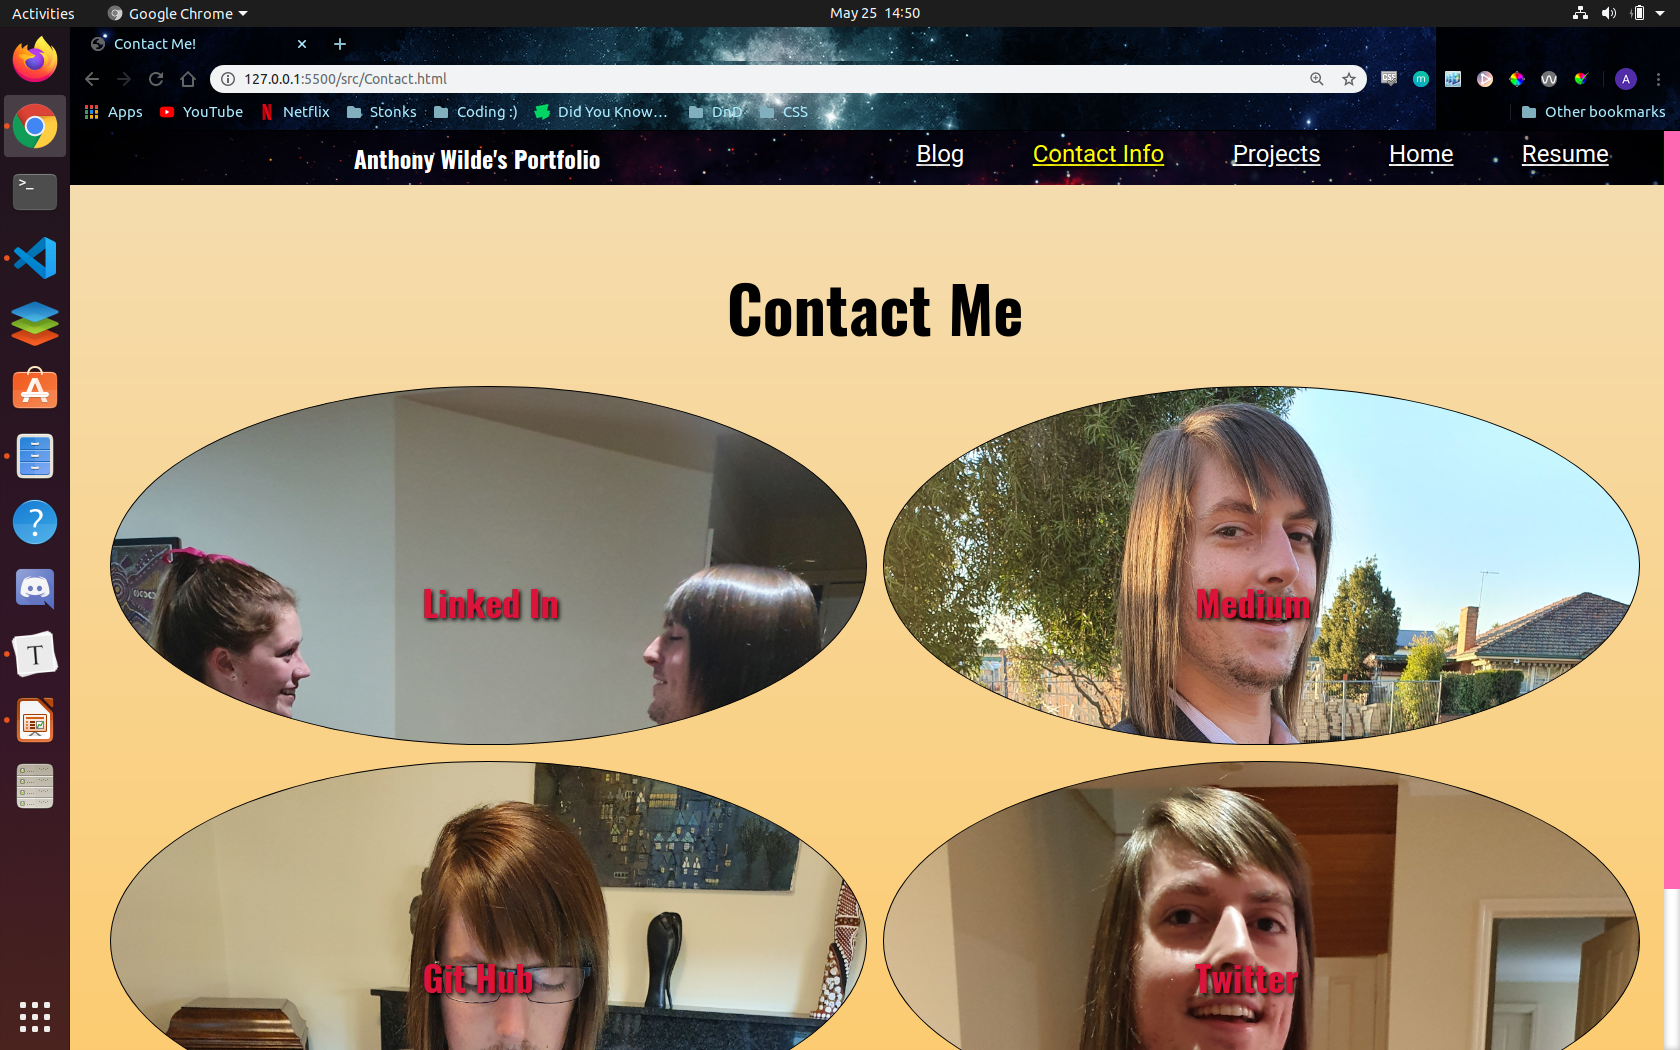 Activities Google Chrome May 25 14:50
Contact Me!
127.0.0.1:5500/src/Contact.html
Apps YouTube Netflix Stonks Coding :) Did You Know... DnD CSS Other bookmarks
Anthony Wilde's Portfolio Blog Contact Info Projects Home Resume
Contact Me
Linked In Medium
Git Hub Twitter